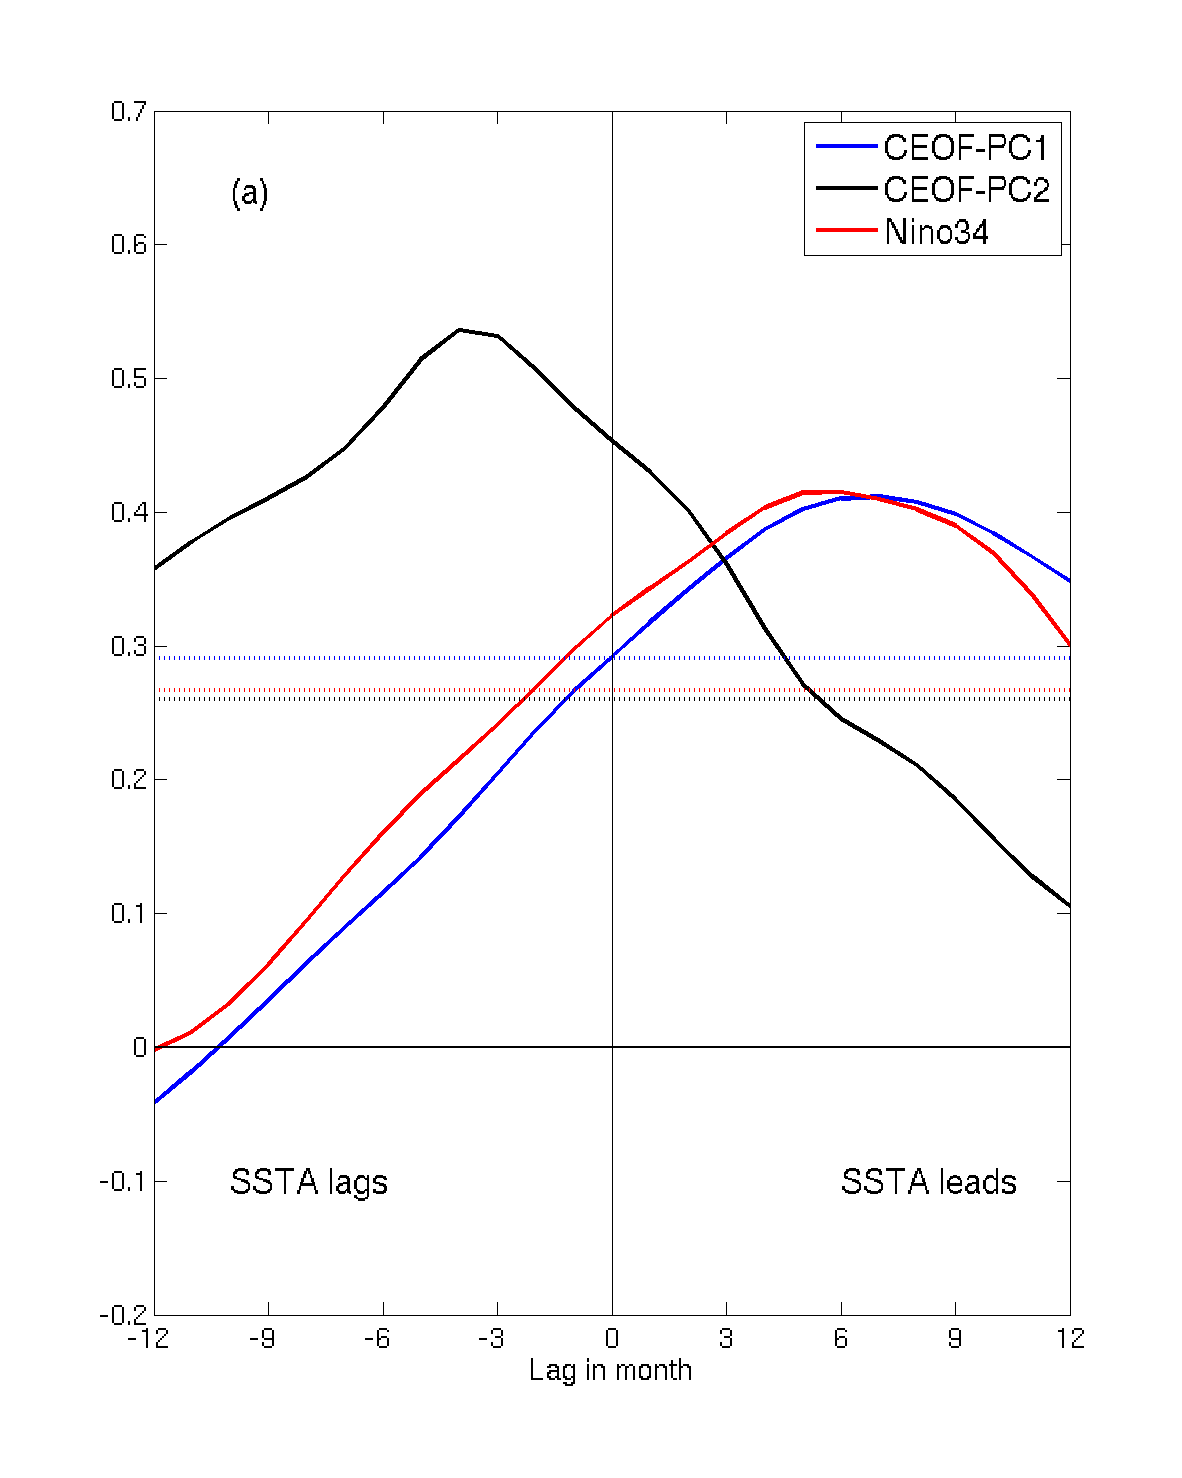 0.7
0.6
0.5
0.4
0.3
0.2
0.1
0
-0.1
-0.2
(a)
CEOF-PC1
CEOF-PC2
Nino34
SSTA lags
SSTA leads
-12 -9 -6 -3 0 3 6 9 12
Lag in month